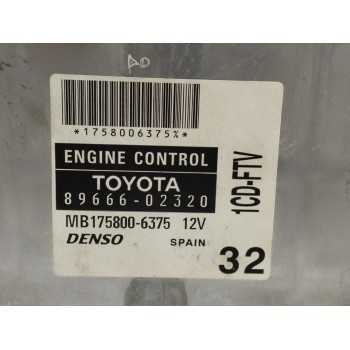 *1758006375%*
ENGINE CONTROL
TOYOTA
89666-02320
MB175800-6375 12V
DENSO SPAIN
1CD-FTV
32